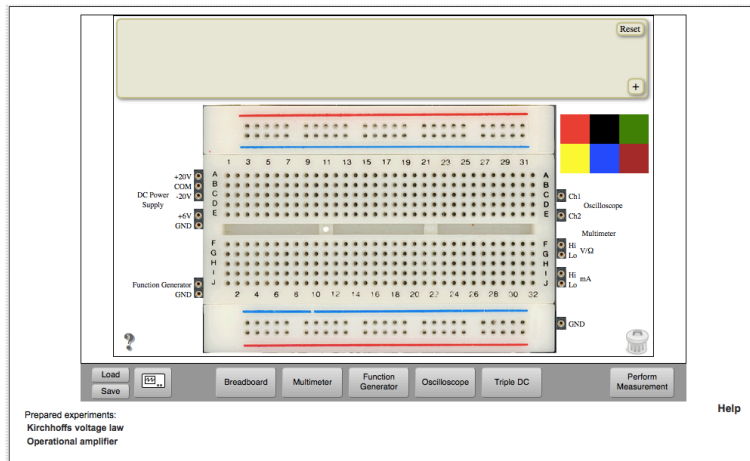 Reset
+
1 3 5 7 9 11 13 15 17 19 21 23 25 27 29 31
A A
+20V B B
COM C C
DC Power -20V D D Ch1
Supply E E Oscilloscope
+6V Ch2
GND
Multimeter
F F Hi
G G Lo V/Ω
H H
I I Hi mA
Function Generator J J Lo
GND 2 4 6 8 10 12 14 16 18 20 22 24 26 28 30 32
GND
?
Load
Save
Breadboard
Multimeter
Function
Generator
Oscilloscope
Triple DC
Perform
Measurement
Prepared experiments:
Kirchhoffs voltage law
Operational amplifier
Help